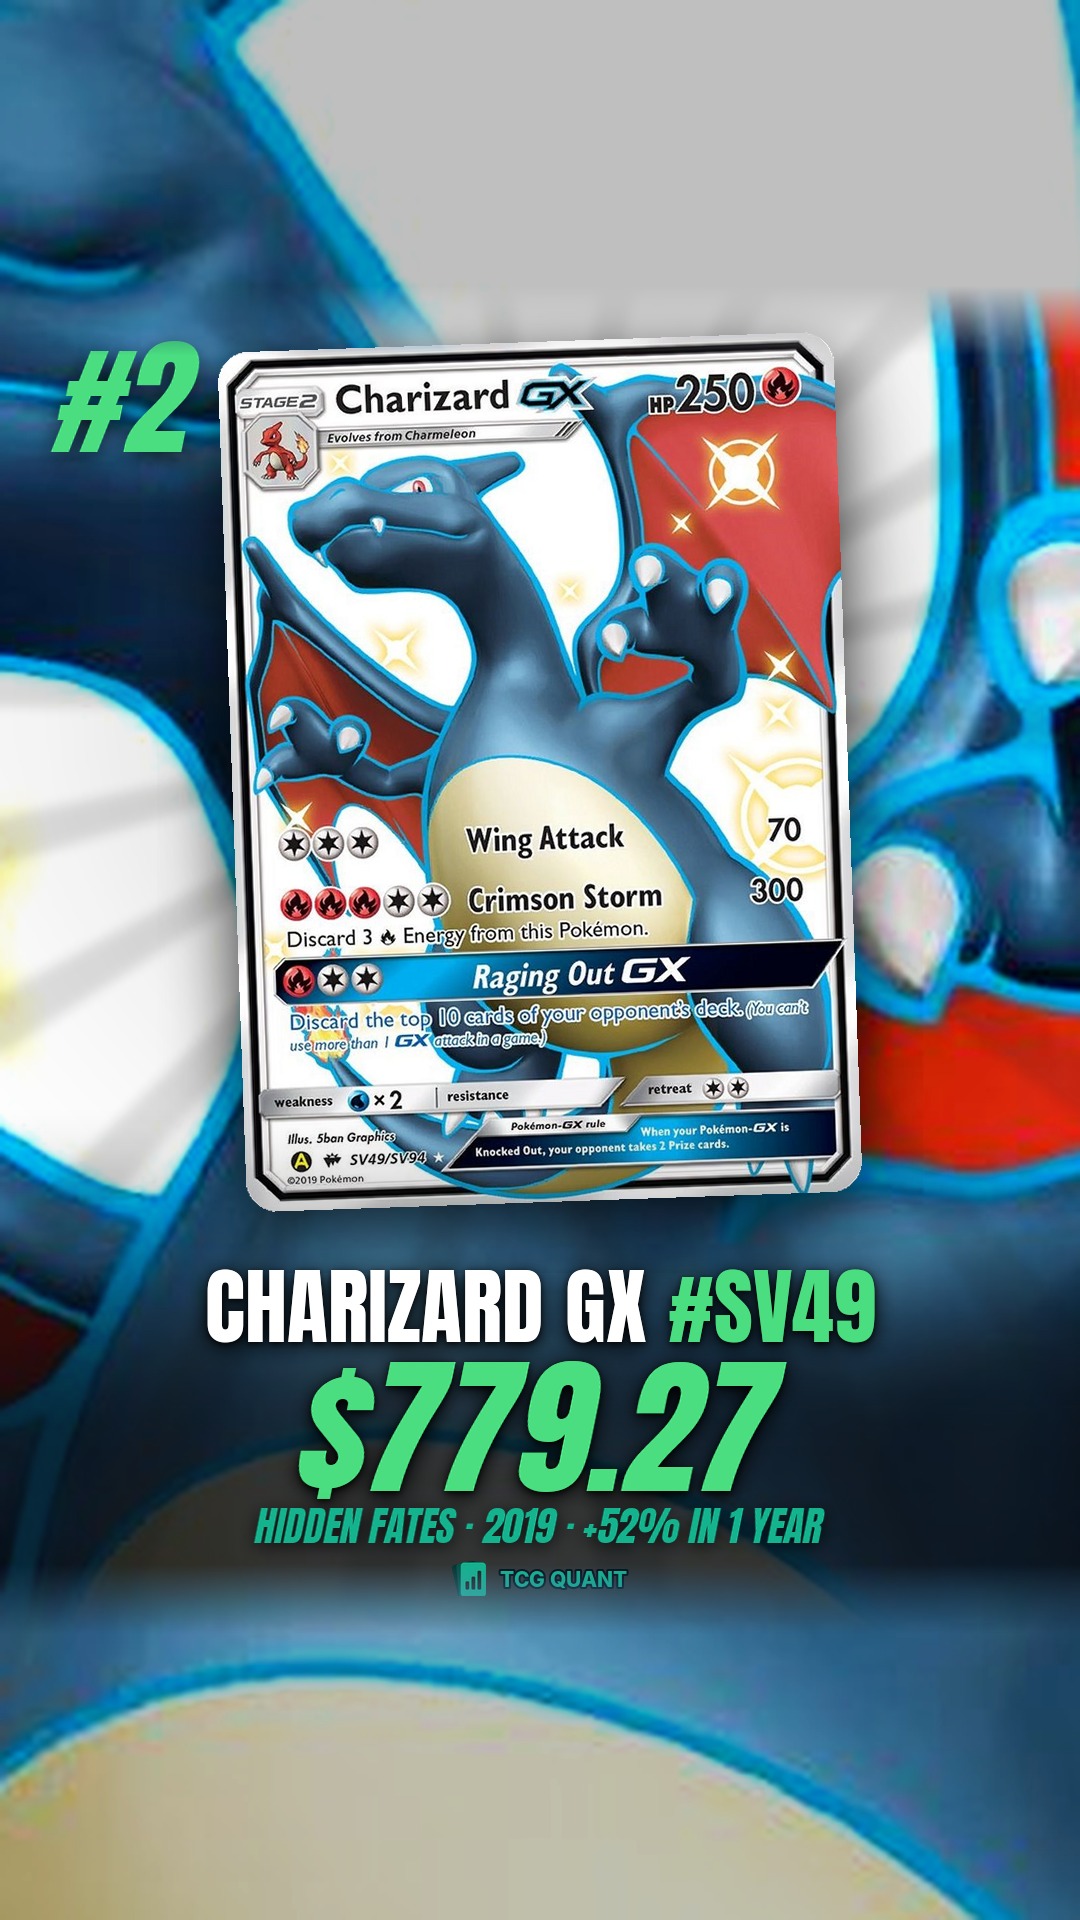 #2
STAGE 2 Charizard GX HP 250
Evolves from Charmeleon
Wing Attack 70
Crimson Storm 300
Discard 3 Energy from this Pokémon.
Raging Out GX
Discard the top 10 cards of your opponent's deck. (You can't
use more than 1 GX attack in a game.)
weakness ×2 resistance retreat
Illus. 5ban Graphics
Pokémon-GX rule
When your Pokémon-GX is
Knocked Out, your opponent takes 2 Prize cards.
A SV49/SV94
©2019 Pokémon
CHARIZARD GX #SV49
$779.27
HIDDEN FATES · 2019 · +52% IN 1 YEAR
TCG QUANT